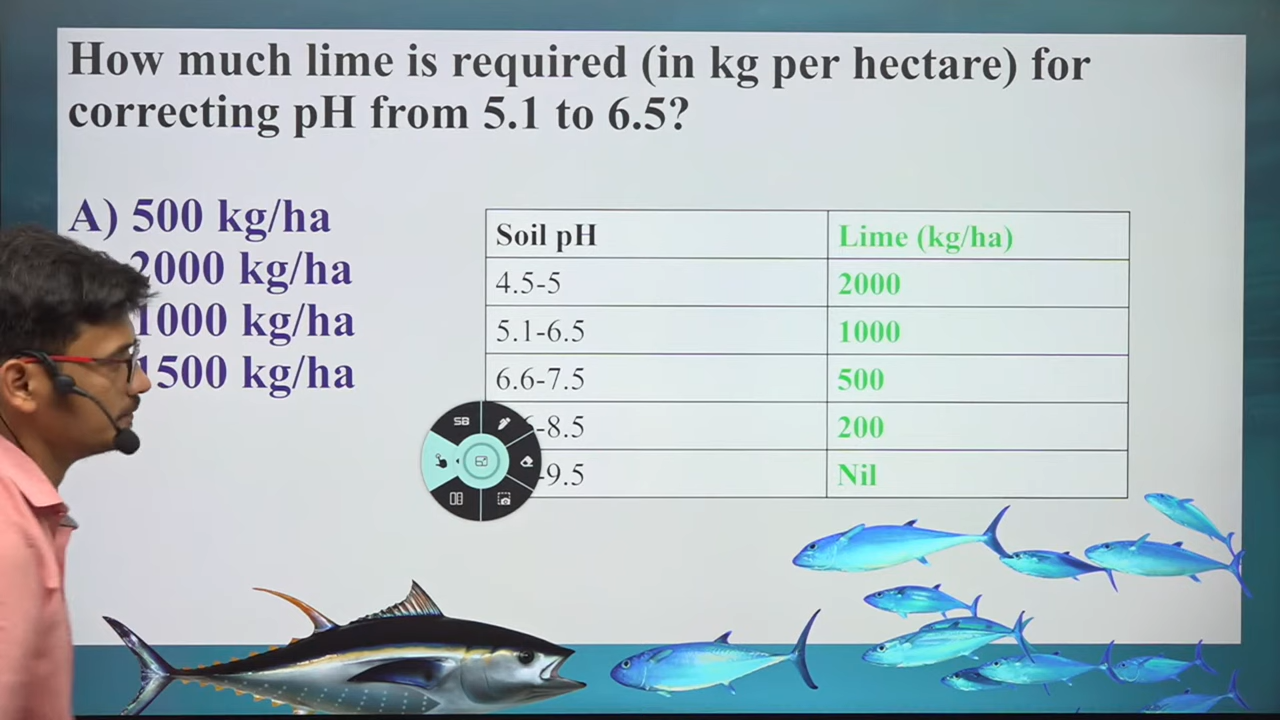 How much lime is required (in kg per hectare) for
correcting pH from 5.1 to 6.5?
A) 500 kg/ha
2000 kg/ha
1000 kg/ha
1500 kg/ha
Soil pH Lime (kg/ha)
4.5-5 2000
5.1-6.5 1000
6.6-7.5 500
-8.5 200
-9.5 Nil
SB